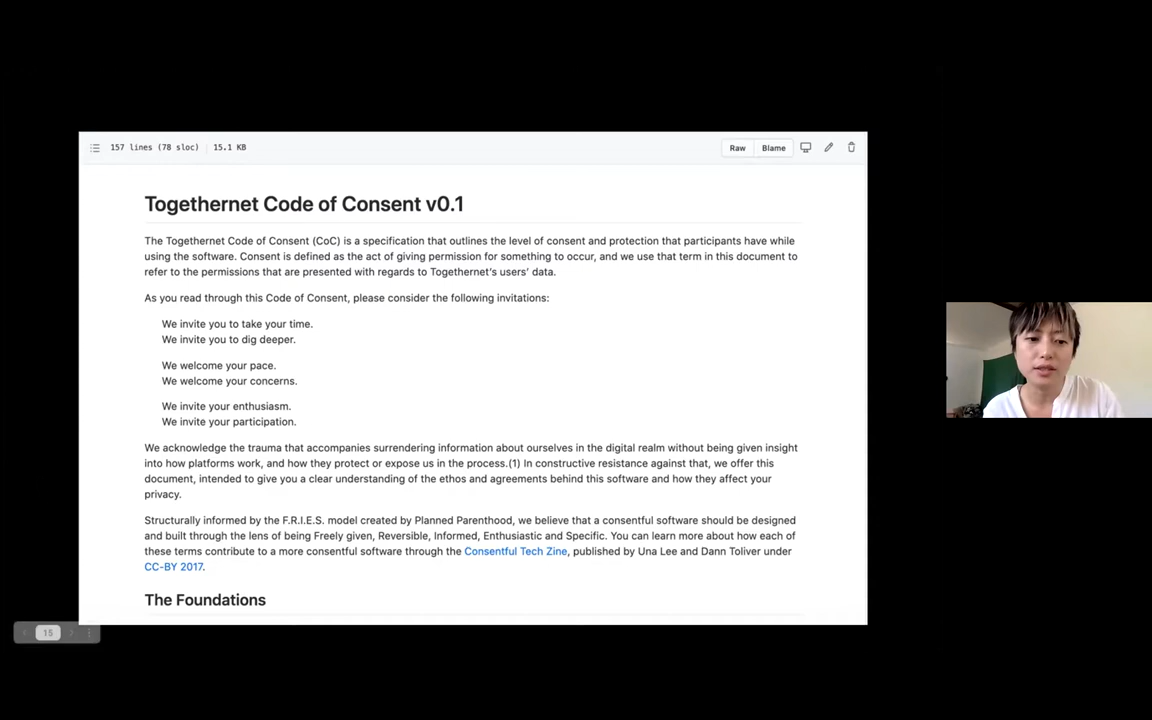 157 lines (78 sloc) | 15.1 KB
Raw
Blame
Togethernet Code of Consent v0.1
The Togethernet Code of Consent (CoC) is a specification that outlines the level of consent and protection that participants have while
using the software. Consent is defined as the act of giving permission for something to occur, and we use that term in this document to
refer to the permissions that are presented with regards to Togethernet's users' data.
As you read through this Code of Consent, please consider the following invitations:
We invite you to take your time.
We invite you to dig deeper.
We welcome your pace.
We welcome your concerns.
We invite your enthusiasm.
We invite your participation.
We acknowledge the trauma that accompanies surrendering information about ourselves in the digital realm without being given insight
into how platforms work, and how they protect or expose us in the process.(1) In constructive resistance against that, we offer this
document, intended to give you a clear understanding of the ethos and agreements behind this software and how they affect your
privacy.
Structurally informed by the F.R.I.E.S. model created by Planned Parenthood, we believe that a consentful software should be designed
and built through the lens of being Freely given, Reversible, Informed, Enthusiastic and Specific. You can learn more about how each of
these terms contribute to a more consentful software through the Consentful Tech Zine, published by Una Lee and Dann Toliver under
CC-BY 2017.
The Foundations
15